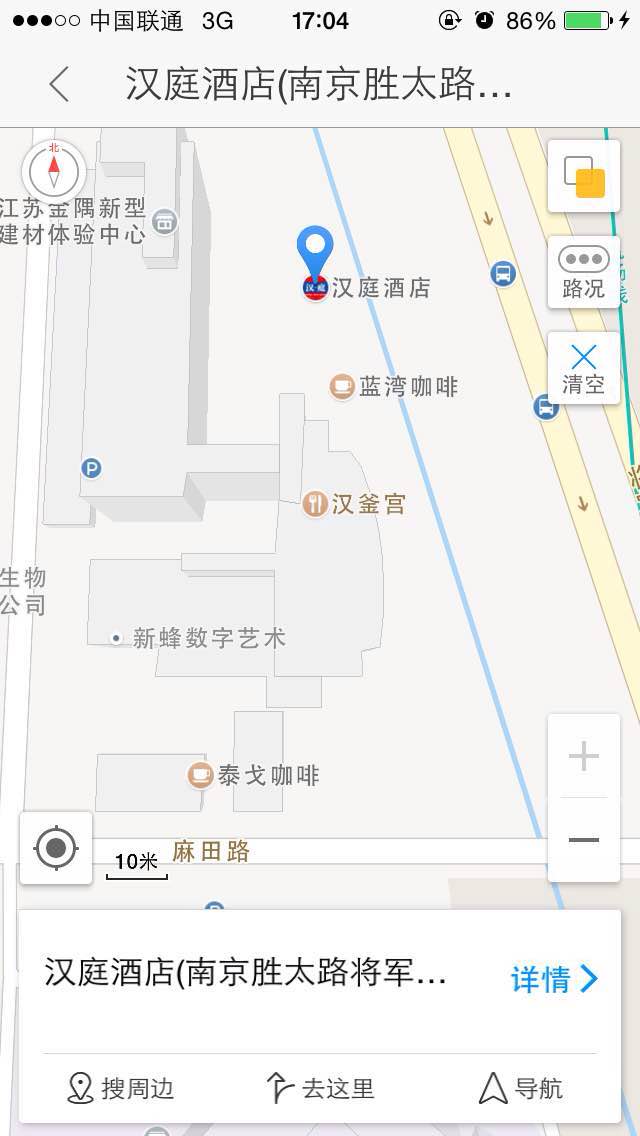 中国联通 3G 17:04 86%
汉庭酒店(南京胜太路...
北
江苏金隅新型
建材体验中心
汉庭
汉庭酒店
路况
蓝湾咖啡
清空
P
汉釜宫
生物
公司
新蜂数字艺术
泰戈咖啡
麻田路
10米
汉庭酒店(南京胜太路将军...
详情
搜周边
去这里
导航